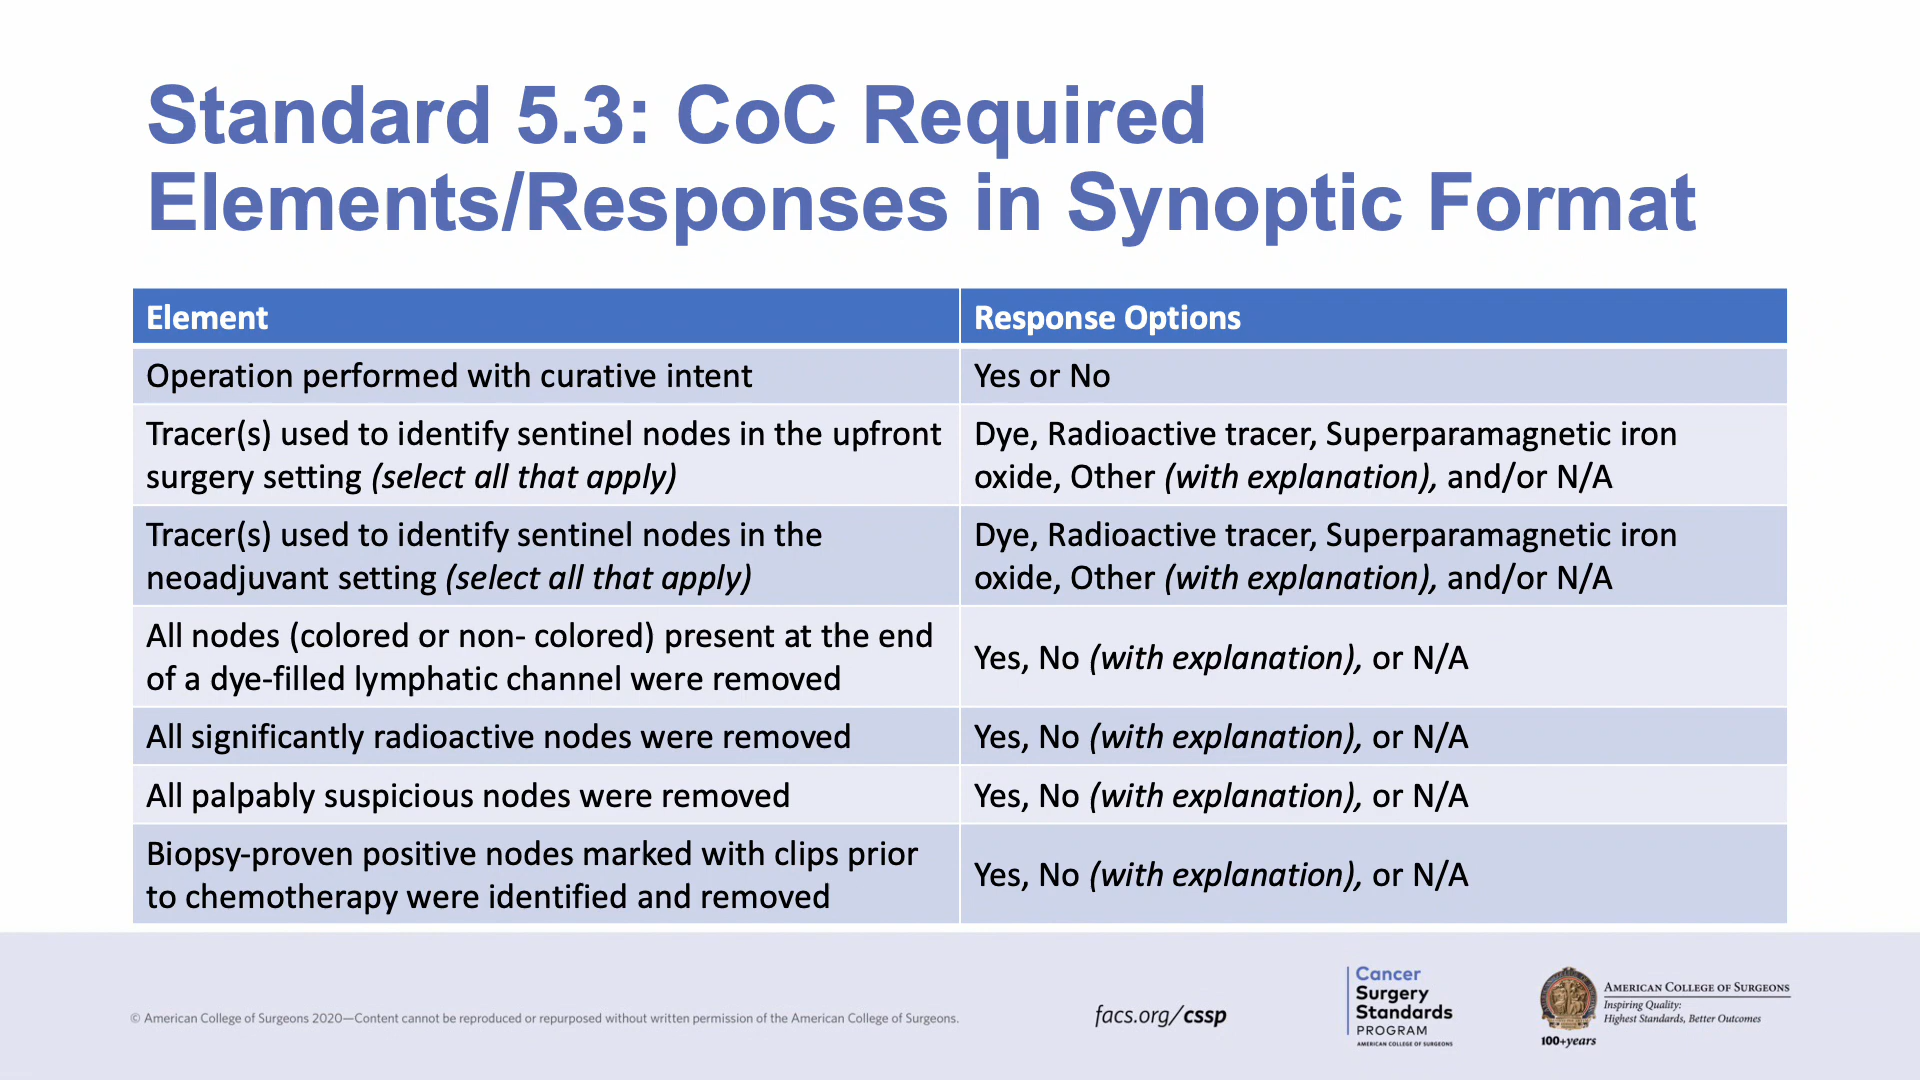 Standard 5.3: CoC Required
Elements/Responses in Synoptic Format
Element
Response Options
Operation performed with curative intent
Yes or No
Tracer(s) used to identify sentinel nodes in the upfront
surgery setting (select all that apply)
Dye, Radioactive tracer, Superparamagnetic iron
oxide, Other (with explanation), and/or N/A
Tracer(s) used to identify sentinel nodes in the
neoadjuvant setting (select all that apply)
Dye, Radioactive tracer, Superparamagnetic iron
oxide, Other (with explanation), and/or N/A
All nodes (colored or non- colored) present at the end
of a dye-filled lymphatic channel were removed
Yes, No (with explanation), or N/A
All significantly radioactive nodes were removed
Yes, No (with explanation), or N/A
All palpably suspicious nodes were removed
Yes, No (with explanation), or N/A
Biopsy-proven positive nodes marked with clips prior
to chemotherapy were identified and removed
Yes, No (with explanation), or N/A
© American College of Surgeons 2020—Content cannot be reproduced or repurposed without written permission of the American College of Surgeons.
facs.org/cssp
Cancer
Surgery
Standards
PROGRAM
AMERICAN COLLEGE OF SURGEONS
AMERICAN COLLEGE OF SURGEONS
Inspiring Quality:
Highest Standards, Better Outcomes
100+years